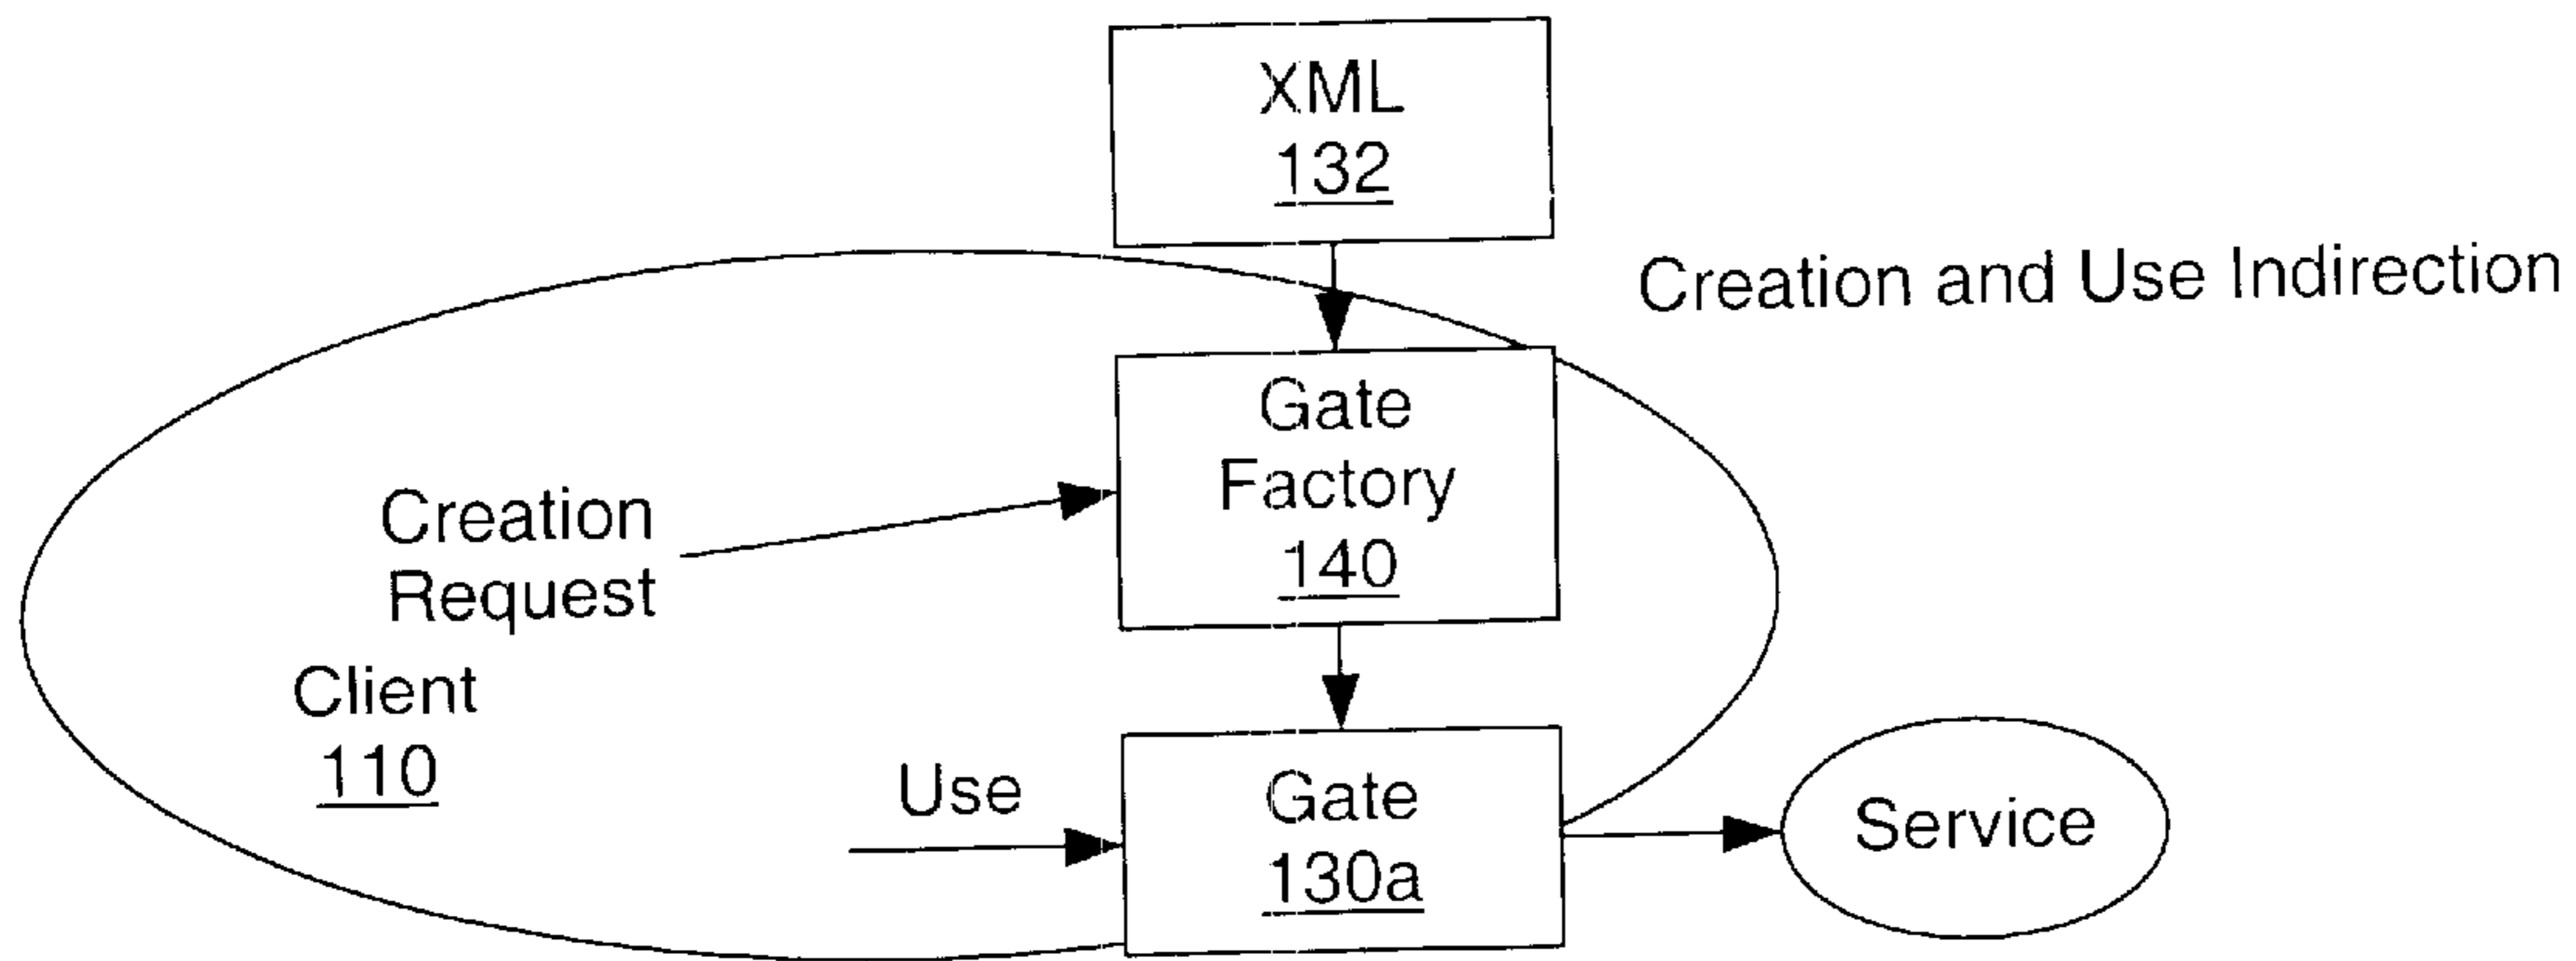 XML
132
Creation and Use Indirection
Gate
Factory
140
Creation
Request
Client
110
Use
Gate
130a
Service